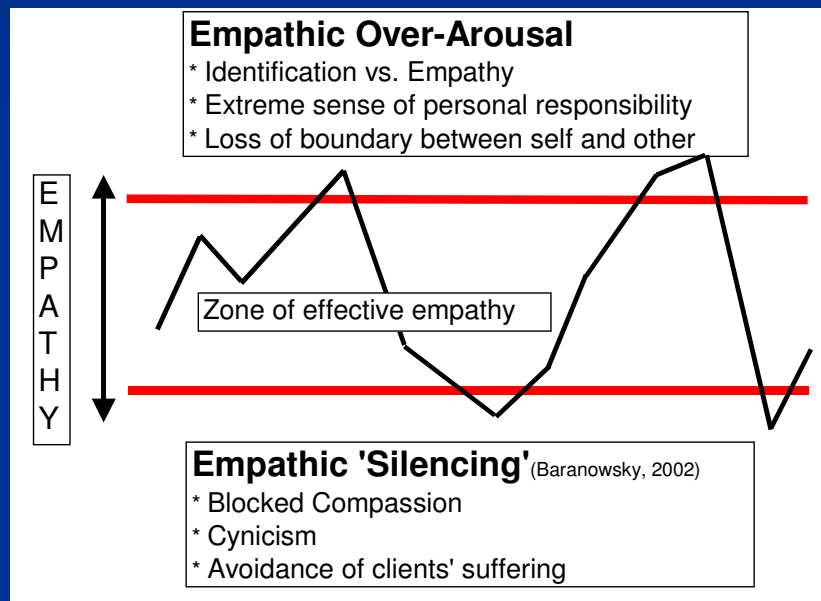 Empathic Over-Arousal
* Identification vs. Empathy
* Extreme sense of personal responsibility
* Loss of boundary between self and other
E
M
P
A
T
H
Y
Zone of effective empathy
Empathic 'Silencing'(Baranowsky, 2002)
* Blocked Compassion
* Cynicism
* Avoidance of clients' suffering